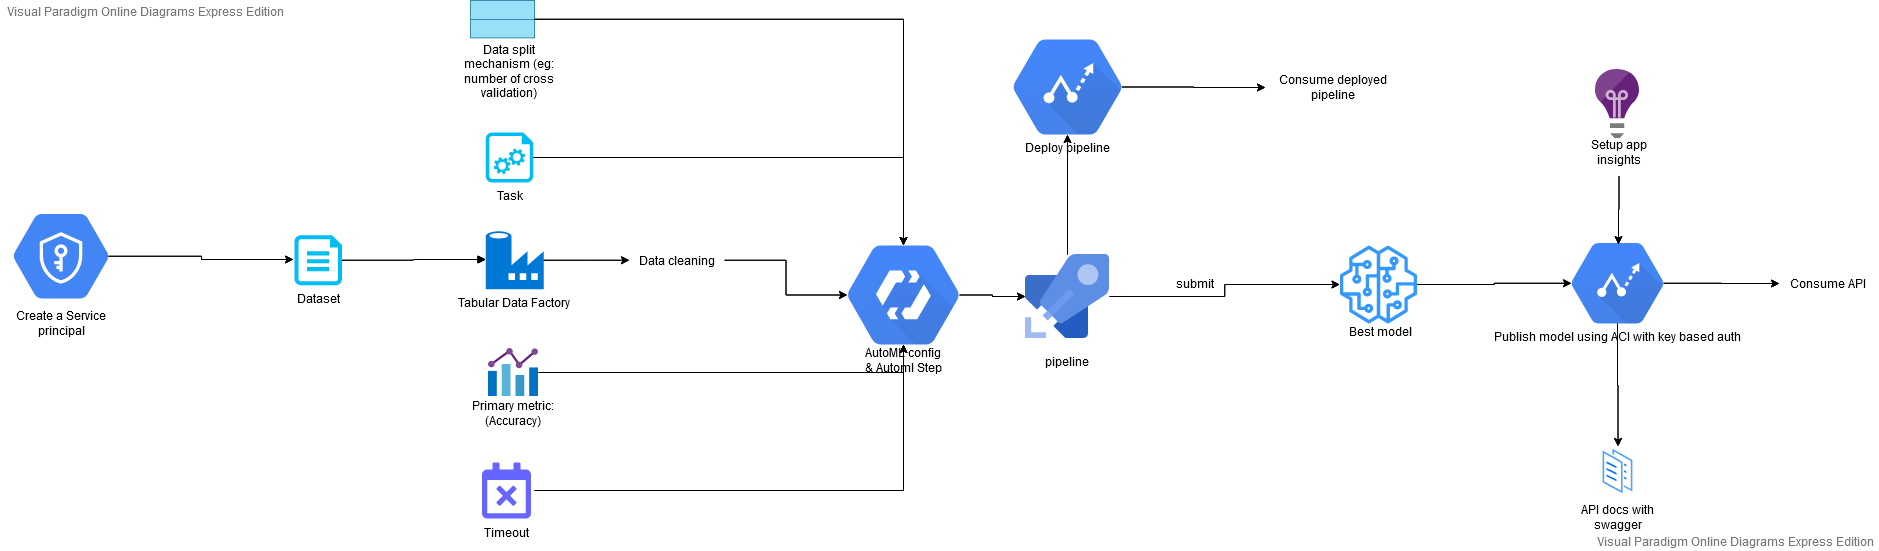 Visual Paradigm Online Diagrams Express Edition
Data split
mechanism (eg:
number of cross
validation)
Task
Create a Service
principal
Dataset
Tabular Data Factory
Data cleaning
Primary metric:
(Accuracy)
Timeout
AutoML config
& Automl Step
Deploy pipeline
Consume deployed
pipeline
pipeline
submit
Best model
Setup app
insights
Publish model using ACI with key based auth
Consume API
API docs with
swagger
Visual Paradigm Online Diagrams Express Edition